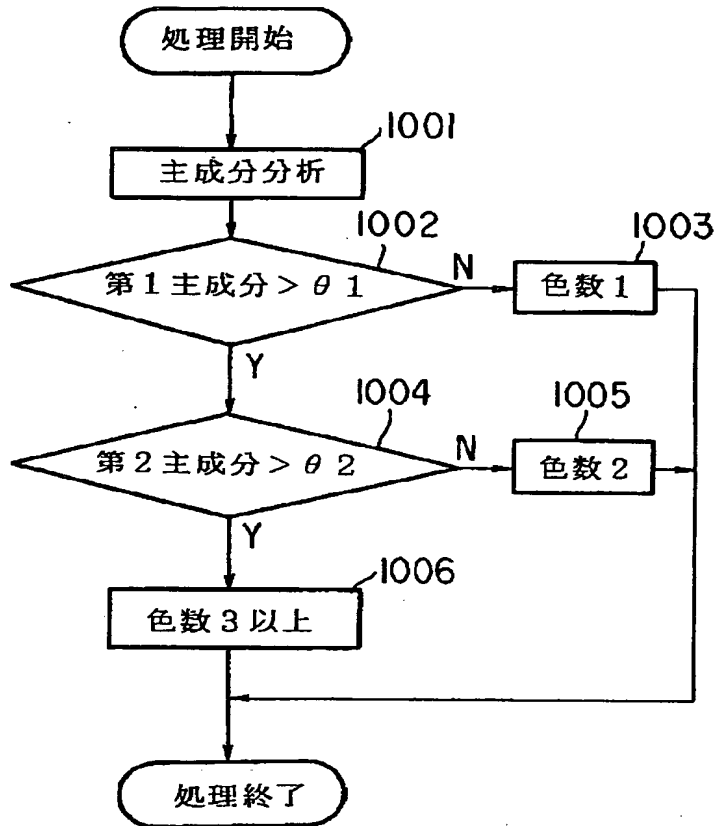 処理開始
1001
主成分分析
1002
第1主成分>θ1
N
1003
色数1
Y
1004
第2主成分>θ2
N
1005
色数2
Y
1006
色数3以上
処理終了